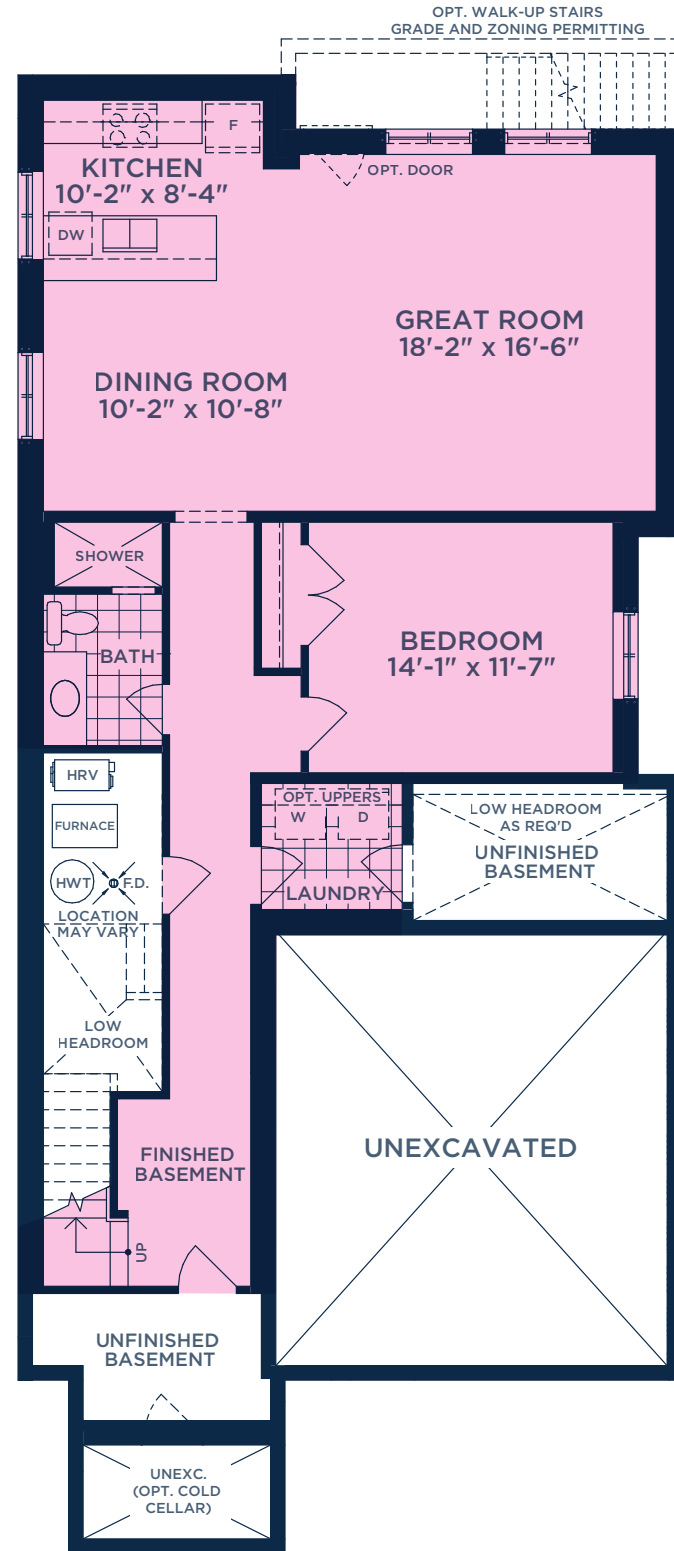 OPT. WALK-UP STAIRS
GRADE AND ZONING PERMITTING
F
KITCHEN
10'-2" x 8'-4"
OPT. DOOR
DW
GREAT ROOM
18'-2" x 16'-6"
DINING ROOM
10'-2" x 10'-8"
SHOWER
BATH
BEDROOM
14'-1" x 11'-7"
HRV
FURNACE
HWT
F.D.
LOCATION
MAY VARY
OPT. UPPERS
W
D
LAUNDRY
LOW HEADROOM
AS REQ'D
UNFINISHED
BASEMENT
LOW
HEADROOM
UNEXCAVATED
FINISHED
BASEMENT
UP
UNFINISHED
BASEMENT
UNEXC.
(OPT. COLD
CELLAR)